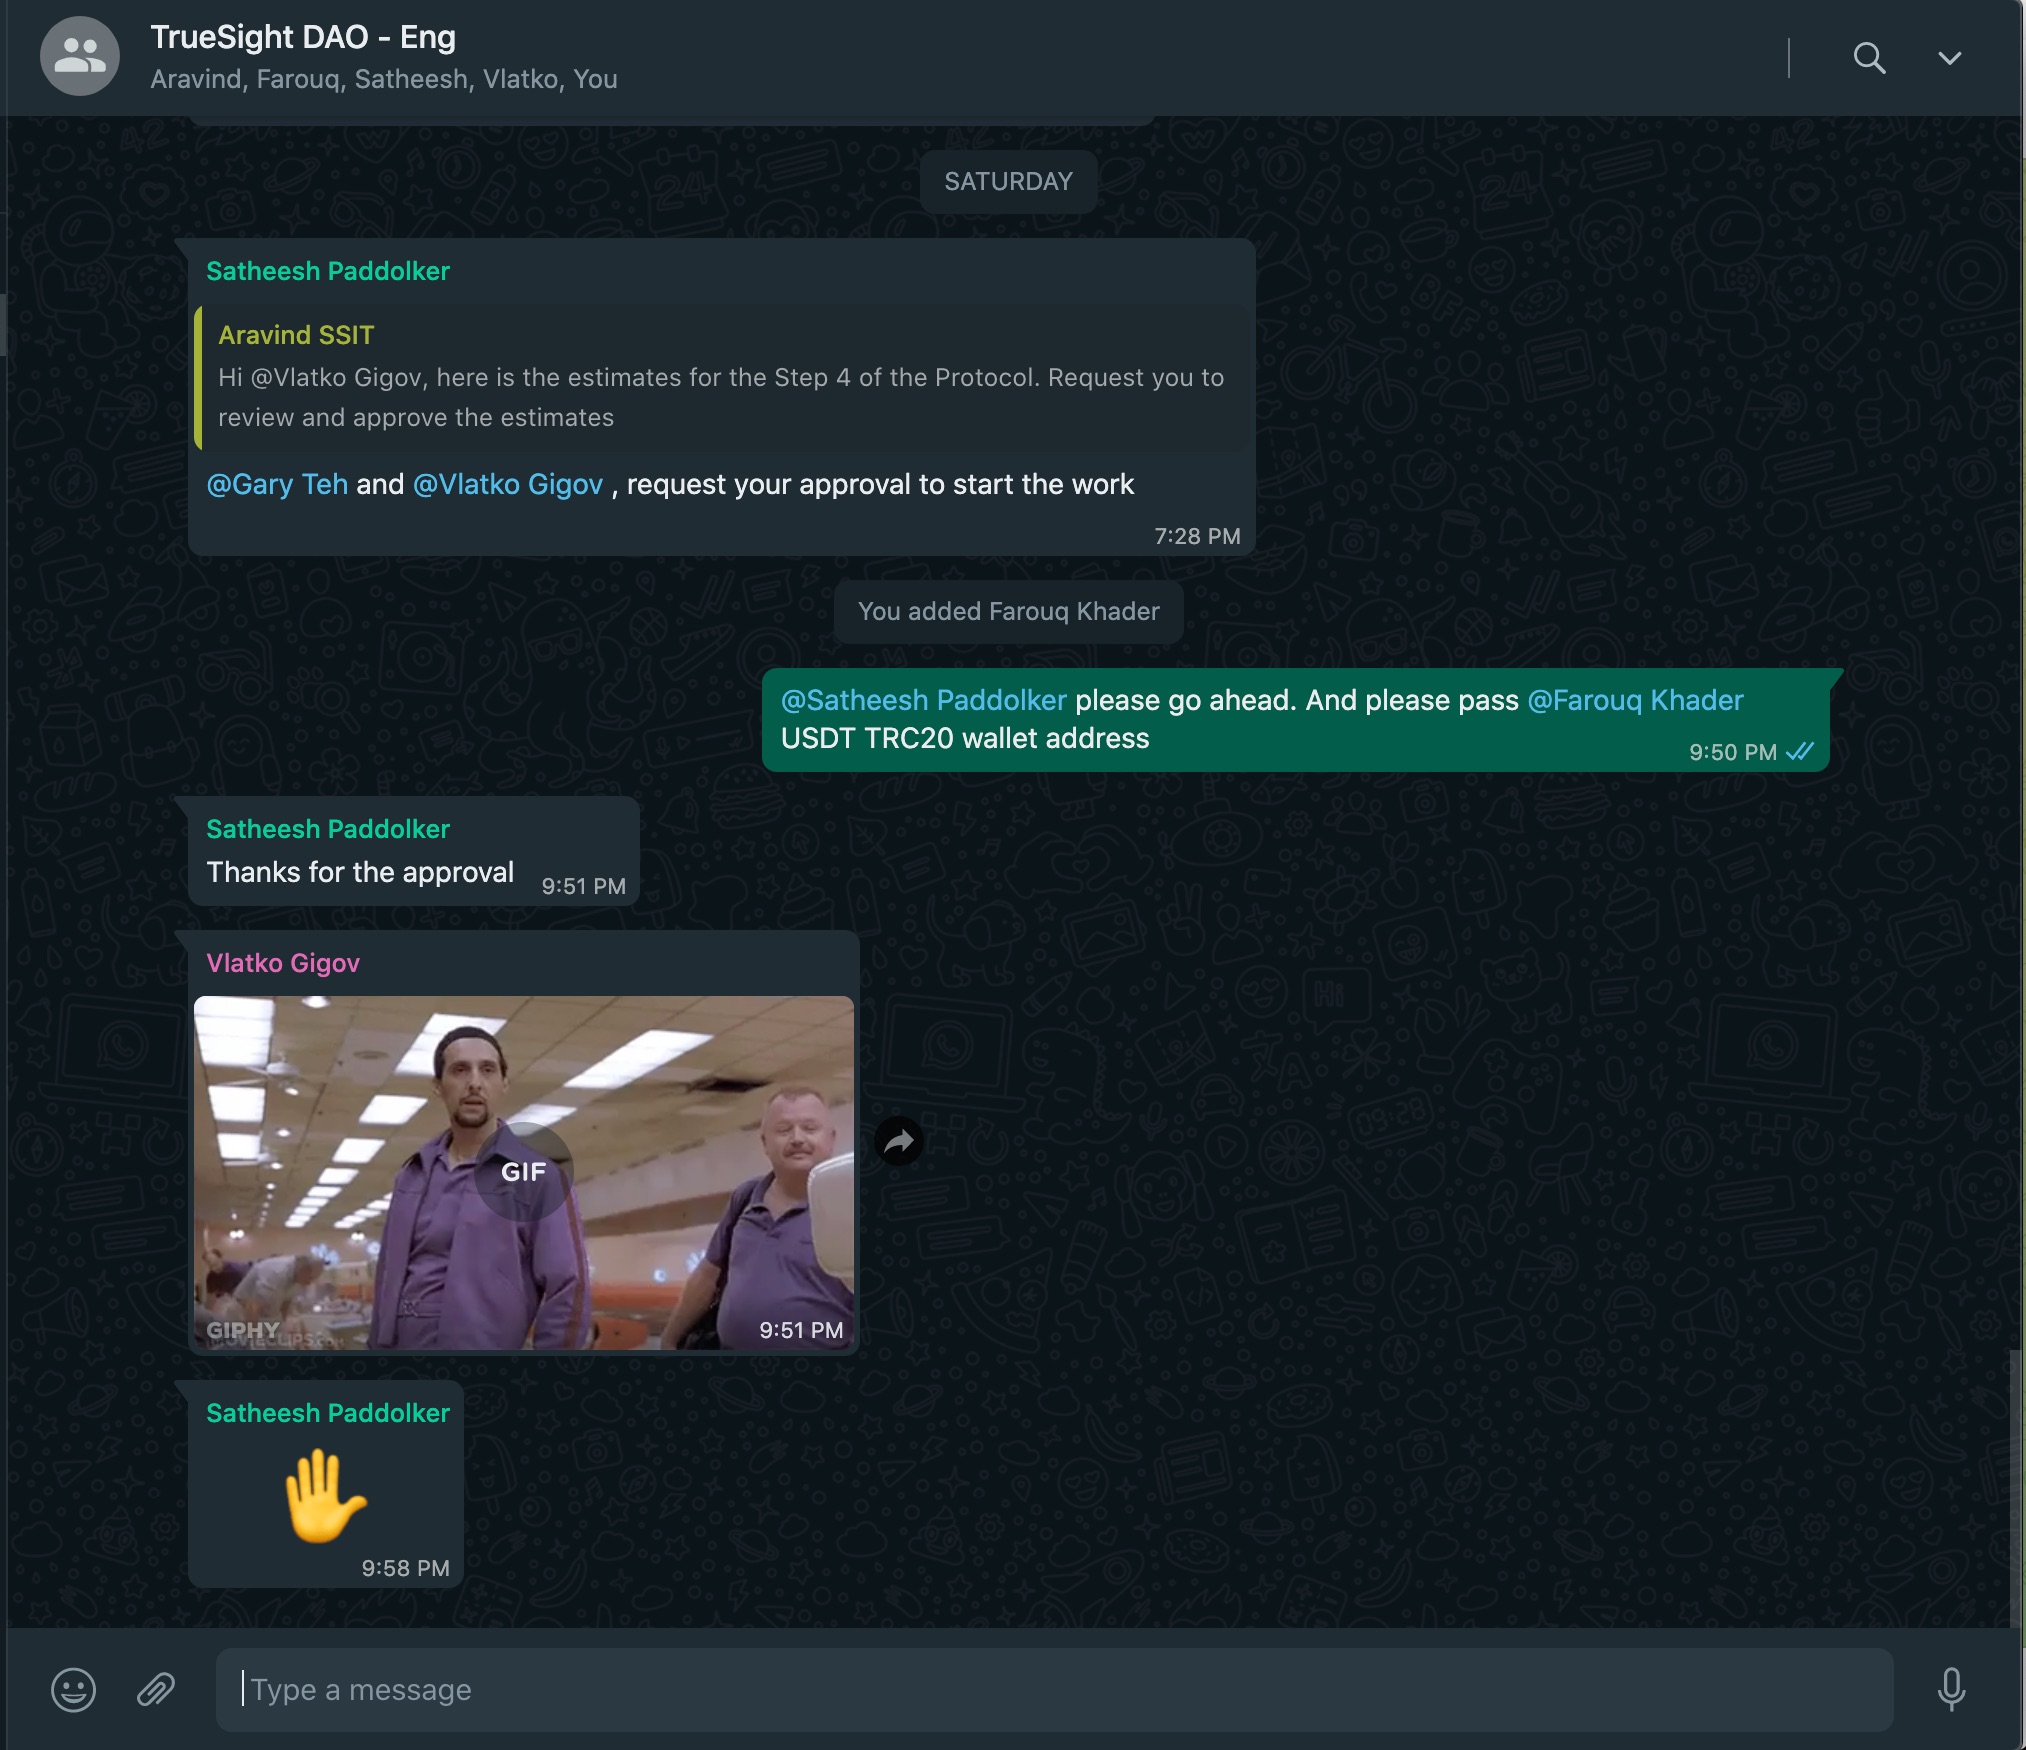 TrueSight DAO - Eng
Aravind, Farouq, Satheesh, Vlatko, You
SATURDAY
Satheesh Paddolker
Aravind SSIT
Hi @Vlatko Gigov, here is the estimates for the Step 4 of the Protocol. Request you to
review and approve the estimates
@Gary Teh and @Vlatko Gigov , request your approval to start the work
7:28 PM
You added Farouq Khader
@Satheesh Paddolker please go ahead. And please pass @Farouq Khader
USDT TRC20 wallet address
9:50 PM
Satheesh Paddolker
Thanks for the approval
9:51 PM
Vlatko Gigov
GIF
GIPHY
MOVIECLIPS.com
9:51 PM
Satheesh Paddolker
9:58 PM
Type a message